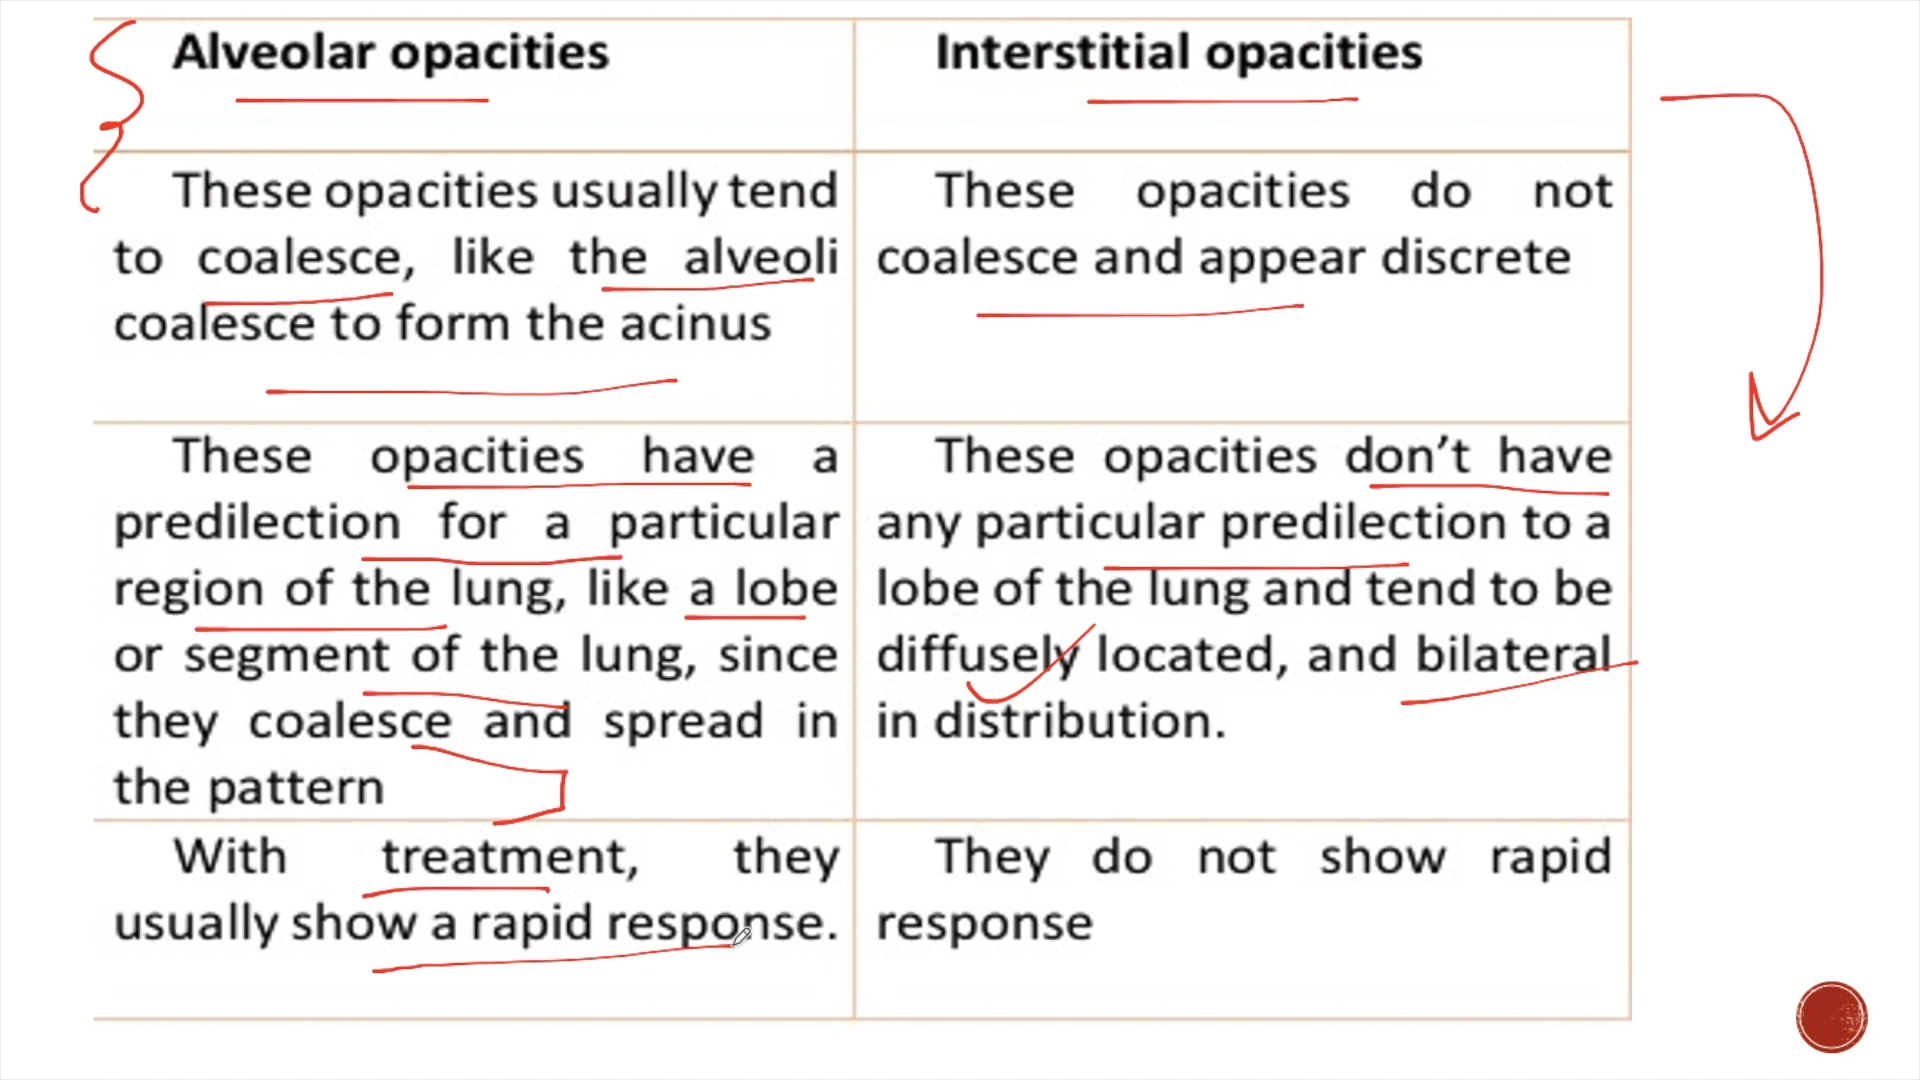 Alveolar opacities
Interstitial opacities
These opacities usually tend
to coalesce, like the alveoli
coalesce to form the acinus
These opacities do not
coalesce and appear discrete
These opacities have a
predilection for a particular
region of the lung, like a lobe
or segment of the lung, since
they coalesce and spread in
the pattern
These opacities don’t have
any particular predilection to a
lobe of the lung and tend to be
diffusely located, and bilateral
in distribution.
With treatment, they
usually show a rapid response.
They do not show rapid
response